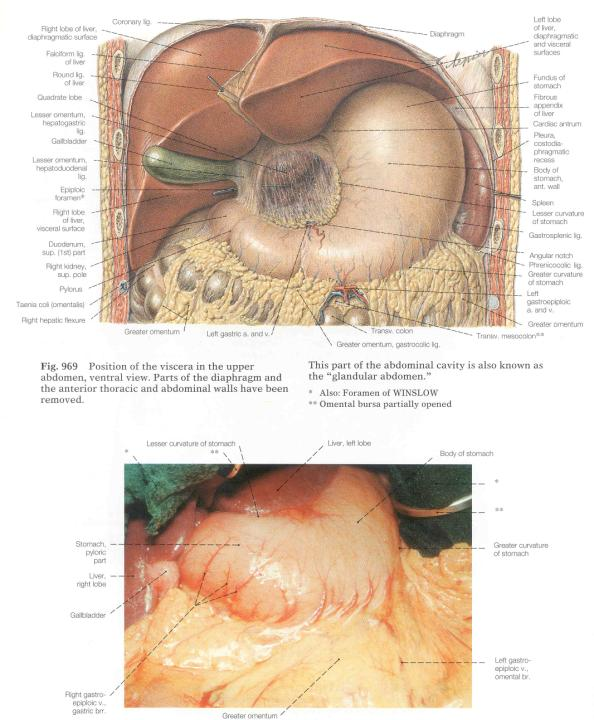 Coronary lig.
Right lobe of liver,
diaphragmatic surface
Falciform lig.
of liver
Round lig.
of liver
Quadrate lobe
Lesser omentum,
hepatogastric
lig.
Gallbladder
Lesser omentum,
hepatoduodenal
lig.
Epiploic
foramen*
Right lobe
of liver,
visceral surface
Duodenum,
sup. (1st) part
Right kidney,
sup. pole
Pylorus
Taenia coli (omentalis)
Right hepatic flexure
Greater omentum
Left gastric a. and v.
Greater omentum, gastrocolic lig.
Transv. colon
Transv. mesocolon**
Diaphragm
Left lobe
of liver,
diaphragmatic
and visceral
surfaces
Fundus of
stomach
Fibrous
appendix
of liver
Cardiac antrum
Pleura,
costodia-
phragmatic
recess
Body of
stomach,
ant. wall
Spleen
Lesser curvature
of stomach
Gastrosplenic lig.
Angular notch
Phrenicocolic lig.
Greater curvature
of stomach
Left
gastroepiploic
a. and v.
Greater omentum
Fig. 969 Position of the viscera in the upper
abdomen, ventral view. Parts of the diaphragm and
the anterior thoracic and abdominal walls have been
removed.
This part of the abdominal cavity is also known as
the “glandular abdomen.”
* Also: Foramen of WINSLOW
** Omental bursa partially opened
Lesser curvature of stomach
*
**
Liver, left lobe
Body of stomach
*
**
Stomach,
pyloric
part
Liver,
right lobe
Gallbladder
Right gastro-
epiploic v.,
gastric brr.
Greater omentum
Greater curvature
of stomach
Left gastro-
epiploic v.,
omental br.